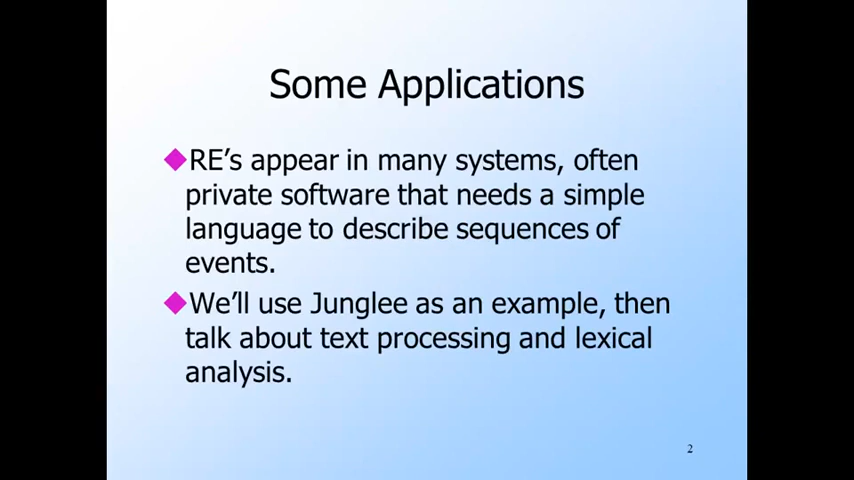 Some Applications
RE’s appear in many systems, often
private software that needs a simple
language to describe sequences of
events.
We’ll use Junglee as an example, then
talk about text processing and lexical
analysis.
2